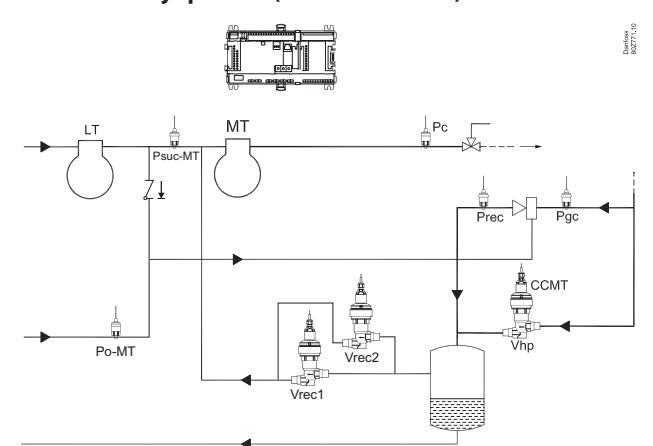 Danfoss
80Z771.10
LT
MT
Psuc-MT
Pc
Prec
Pgc
CCMT
Po-MT
Vrec2
Vhp
Vrec1